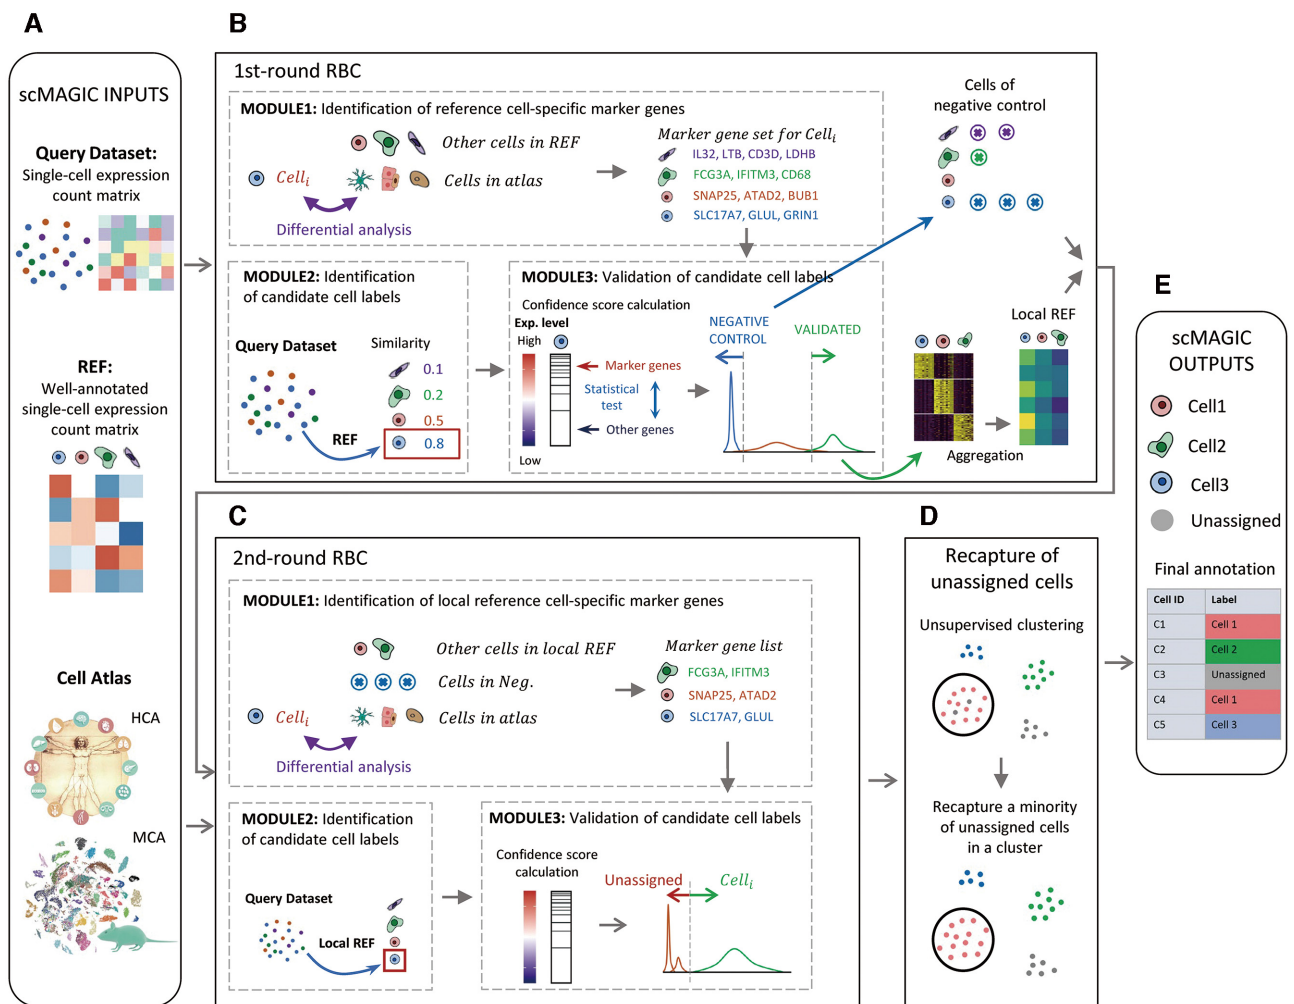 A
scMAGIC INPUTS
Query Dataset:
Single-cell expression
count matrix
REF:
Well-annotated
single-cell expression
count matrix
Cell Atlas
HCA
MCA
B
1st-round RBC
MODULE1: Identification of reference cell-specific marker genes
Other cells in REF
Cell_i
Cells in atlas
Differential analysis
Marker gene set for Cell_i
IL32, LTB, CD3D, LDHB
FCG3A, IFITM3, CD68
SNAP25, ATAD2, BUB1
SLC17A7, GLUL, GRIN1
Cells of
negative control
MODULE2: Identification
of candidate cell labels
Query Dataset
Similarity
0.1
0.2
0.5
0.8
REF
MODULE3: Validation of candidate cell labels
Confidence score calculation
Exp. level
High
Low
Marker genes
Statistical
test
Other genes
NEGATIVE
CONTROL
VALIDATED
Local REF
Aggregation
C
2nd-round RBC
MODULE1: Identification of local reference cell-specific marker genes
Other cells in local REF
Cells in Neg.
Cell_i
Cells in atlas
Differential analysis
Marker gene list
FCG3A, IFITM3
SNAP25, ATAD2
SLC17A7, GLUL
MODULE2: Identification
of candidate cell labels
Query Dataset
Local REF
MODULE3: Validation of candidate cell labels
Confidence score
calculation
Unassigned
Cell_i
D
Recapture of
unassigned cells
Unsupervised clustering
Recapture a minority
of unassigned cells
in a cluster
E
scMAGIC
OUTPUTS
Cell1
Cell2
Cell3
Unassigned
Final annotation
Cell ID Label
C1 Cell 1
C2 Cell 2
C3 Unassigned
C4 Cell 1
C5 Cell 3